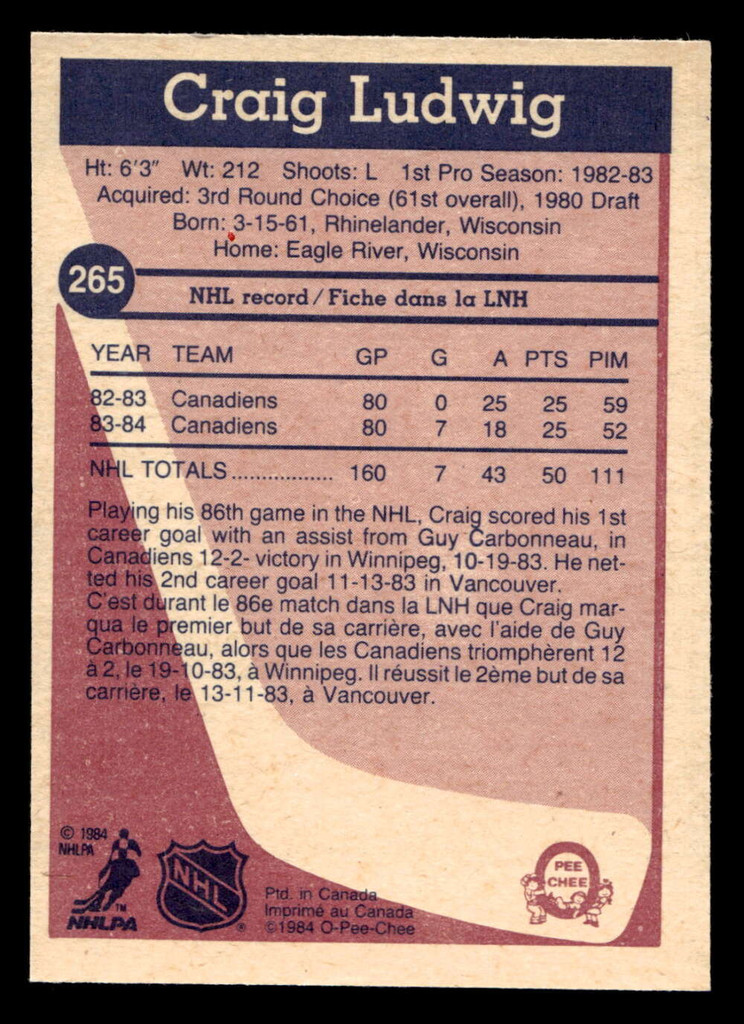 Craig Ludwig
Ht: 6'3" Wt: 212 Shoots: L 1st Pro Season: 1982-83
Acquired: 3rd Round Choice (61st overall), 1980 Draft
Born: 3-15-61, Rhinelander, Wisconsin
Home: Eagle River, Wisconsin
265
NHL record / Fiche dans la LNH
YEAR TEAM GP G A PTS PIM
82-83 Canadiens 80 0 25 25 59
83-84 Canadiens 80 7 18 25 52
NHL TOTALS................. 160 7 43 50 111
Playing his 86th game in the NHL, Craig scored his 1st
career goal with an assist from Guy Carbonneau, in
Canadiens 12-2- victory in Winnipeg, 10-19-83. He net-
ted his 2nd career goal 11-13-83 in Vancouver.
C'est durant le 86e match dans la LNH que Craig mar-
qua le premier but de sa carrière, avec l'aide de Guy
Carbonneau, alors que les Canadiens triomphèrent 12
à 2, le 19-10-83, à Winnipeg. Il réussit le 2ème but de sa
carrière, le 13-11-83, à Vancouver.
© 1984
NHLPA
TM
NHLPA
NHL
®
Ptd. in Canada
Imprimé au Canada
©1984 O-Pee-Chee
PEE
CHEE